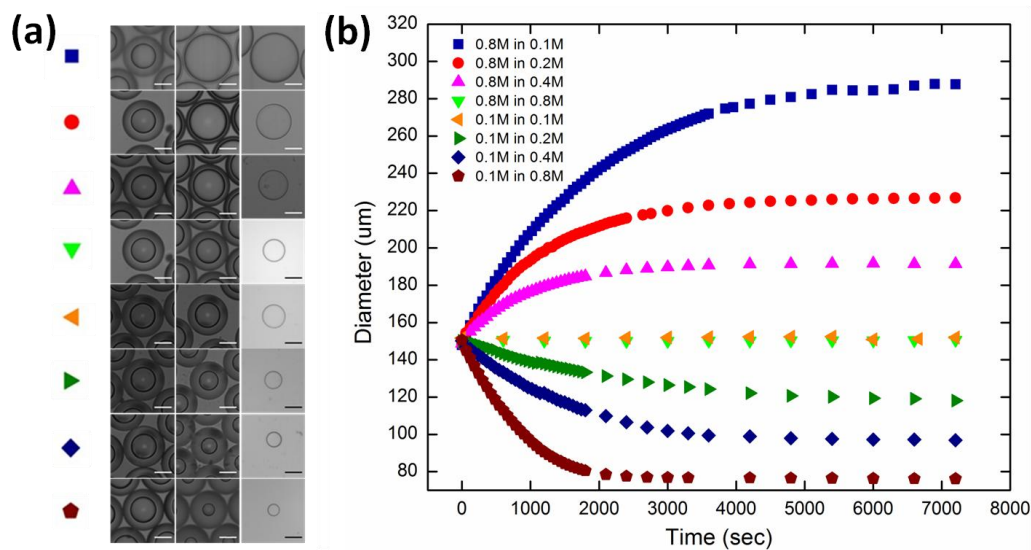 (a)
(b)
320
300
280
260
240
220
200
180
160
140
120
100
80
Diameter (um)
0.8M in 0.1M
0.8M in 0.2M
0.8M in 0.4M
0.8M in 0.8M
0.1M in 0.1M
0.1M in 0.2M
0.1M in 0.4M
0.1M in 0.8M
0 1000 2000 3000 4000 5000 6000 7000 8000
Time (sec)